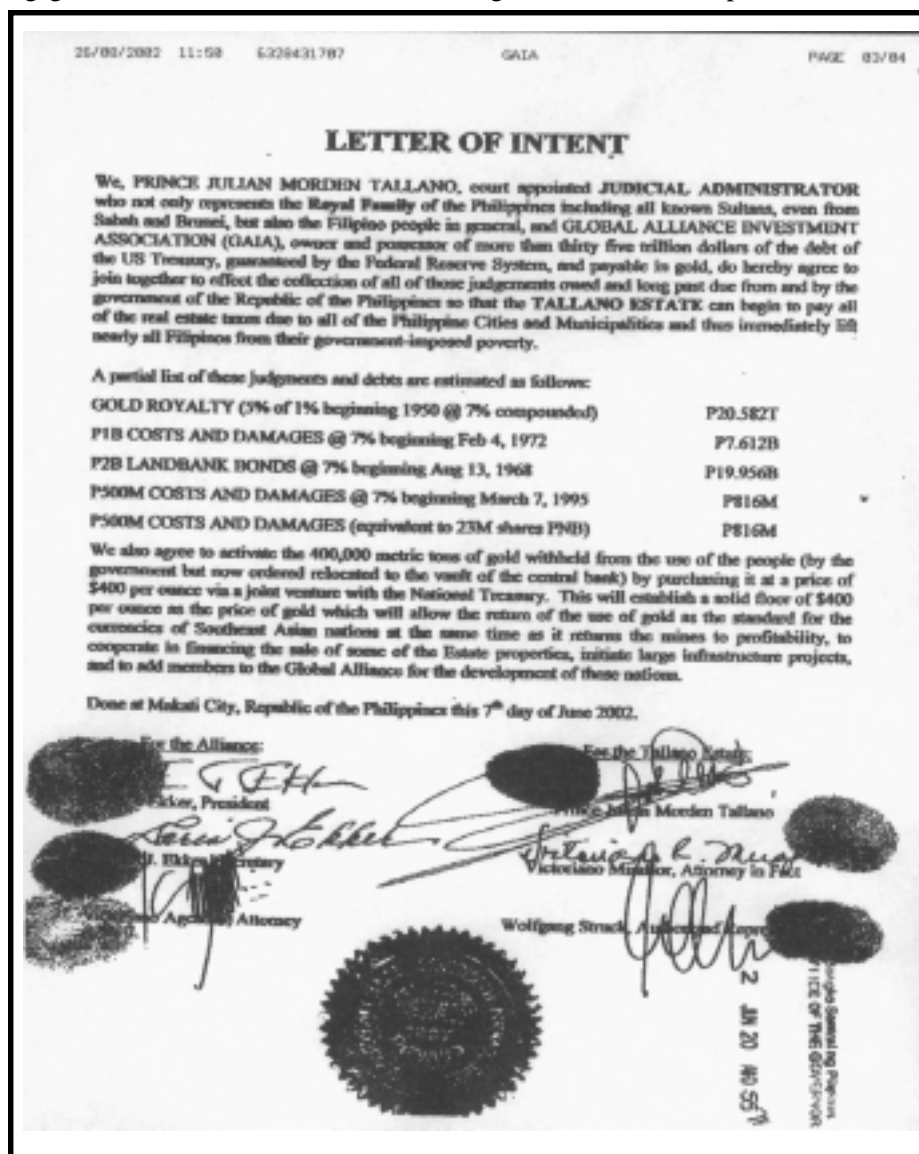 26/08/2002 11:50 6328431707 GAIA PAGE 03/04
LETTER OF INTENT
We, PRINCE JULIAN MORDEN TALLANO, court appointed JUDICIAL ADMINISTRATOR
who not only represents the Royal Family of the Philippines including all known Sultans, even from
Sabah and Brunei, but also the Filipino people in general, and GLOBAL ALLIANCE INVESTMENT
ASSOCIATION (GAIA), owner and possessor of more than thirty five trillion dollars of the debt of
the US Treasury, guaranteed by the Federal Reserve System, and payable in gold, do hereby agree to
join together to effect the collection of all of those judgements owed and long past due from and by the
government of the Republic of the Philippines so that the TALLANO ESTATE can begin to pay all
of the real estate taxes due to all of the Philippine Cities and Municipalities and thus immediately lift
nearly all Filipinos from their government-imposed poverty.
A partial list of these judgments and debts are estimated as follows:
GOLD ROYALTY (5% of 1% beginning 1950 @ 7% compounded) P20.582T
P1B COSTS AND DAMAGES @ 7% beginning Feb 4, 1972 P7.612B
P2B LANDBANK BONDS @ 7% beginning Aug 13, 1968 P19.956B
P500M COSTS AND DAMAGES @ 7% beginning March 7, 1995 P816M
P500M COSTS AND DAMAGES (equivalent to 23M shares PNB) P816M
We also agree to activate the 400,000 metric tons of gold withheld from the use of the people (by the
government but now ordered relocated to the vault of the central bank) by purchasing it at a price of
$400 per ounce via a joint venture with the National Treasury. This will establish a solid floor of $400
per ounce as the price of gold which will allow the return of the use of gold as the standard for the
currencies of Southeast Asian nations at the same time as it returns the mines to profitability, to
cooperate in financing the sale of some of the Estate properties, initiate large infrastructure projects,
and to add members to the Global Alliance for the development of these nations.
Done at Makati City, Republic of the Philippines this 7th day of June 2002.
For the Alliance: For the Tallano Estate:
Ekker, President Morden Tallano
J. Ekker Secretary Victoriano, Attorney in Fact
Attorney Wolfgang Struck,
2 JUN 20
OFFICE OF THE GOVERNOR